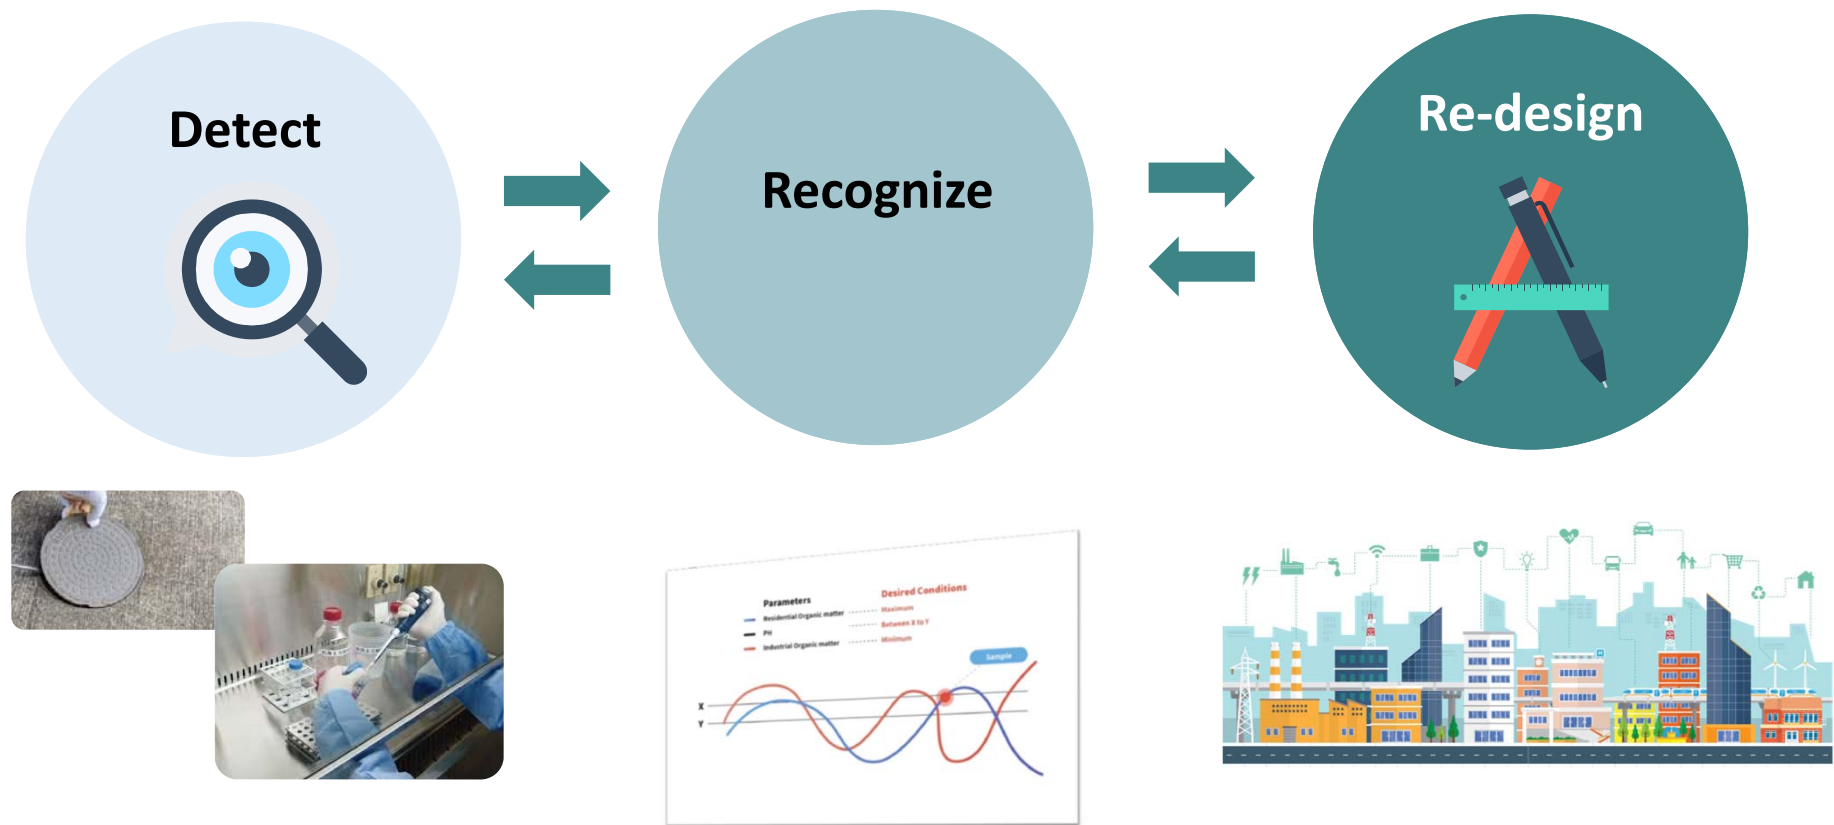 Detect
Recognize
Re-design
Parameters
Desired Conditions
Residential Organic matter
Maximum
PH
Between X to Y
Industrial Organic matter
Minimum
Sample
X
Y